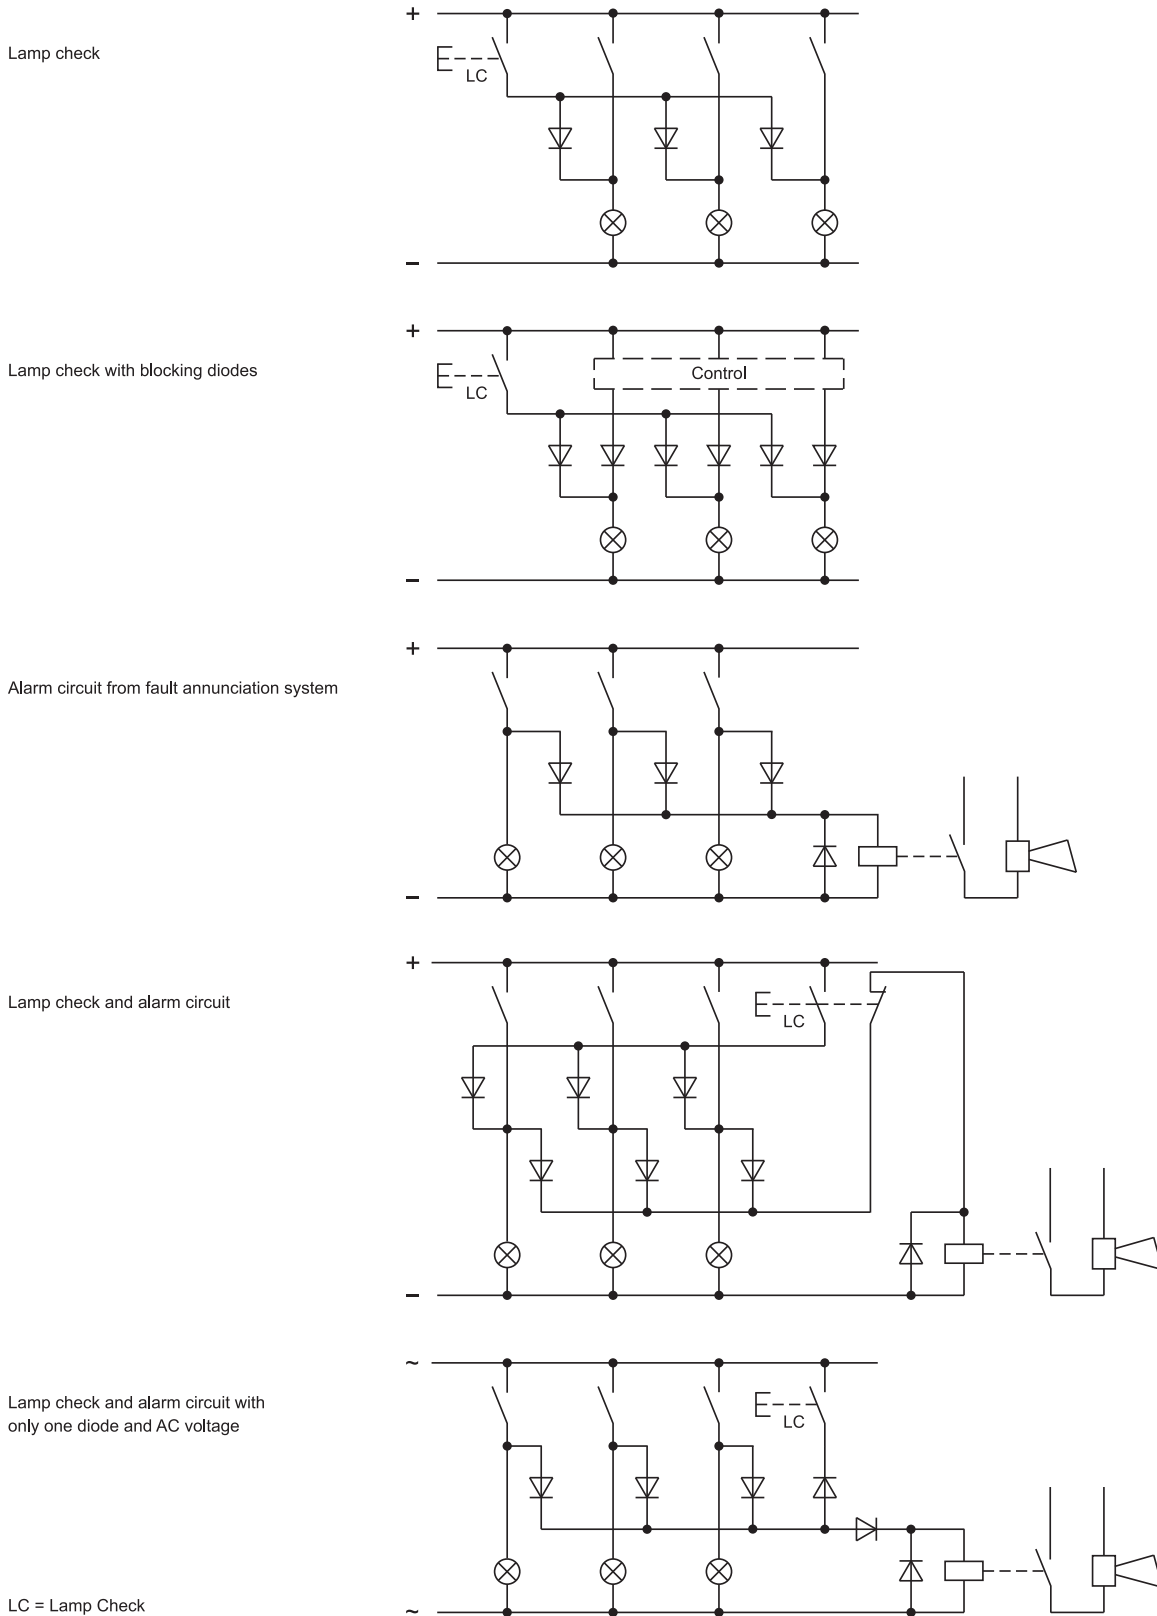 +
Lamp check
LC
−
+
Lamp check with blocking diodes
Control
LC
−
+
Alarm circuit from fault annunciation system
−
+
Lamp check and alarm circuit
LC
−
~
Lamp check and alarm circuit with
only one diode and AC voltage
LC
LC = Lamp Check
~